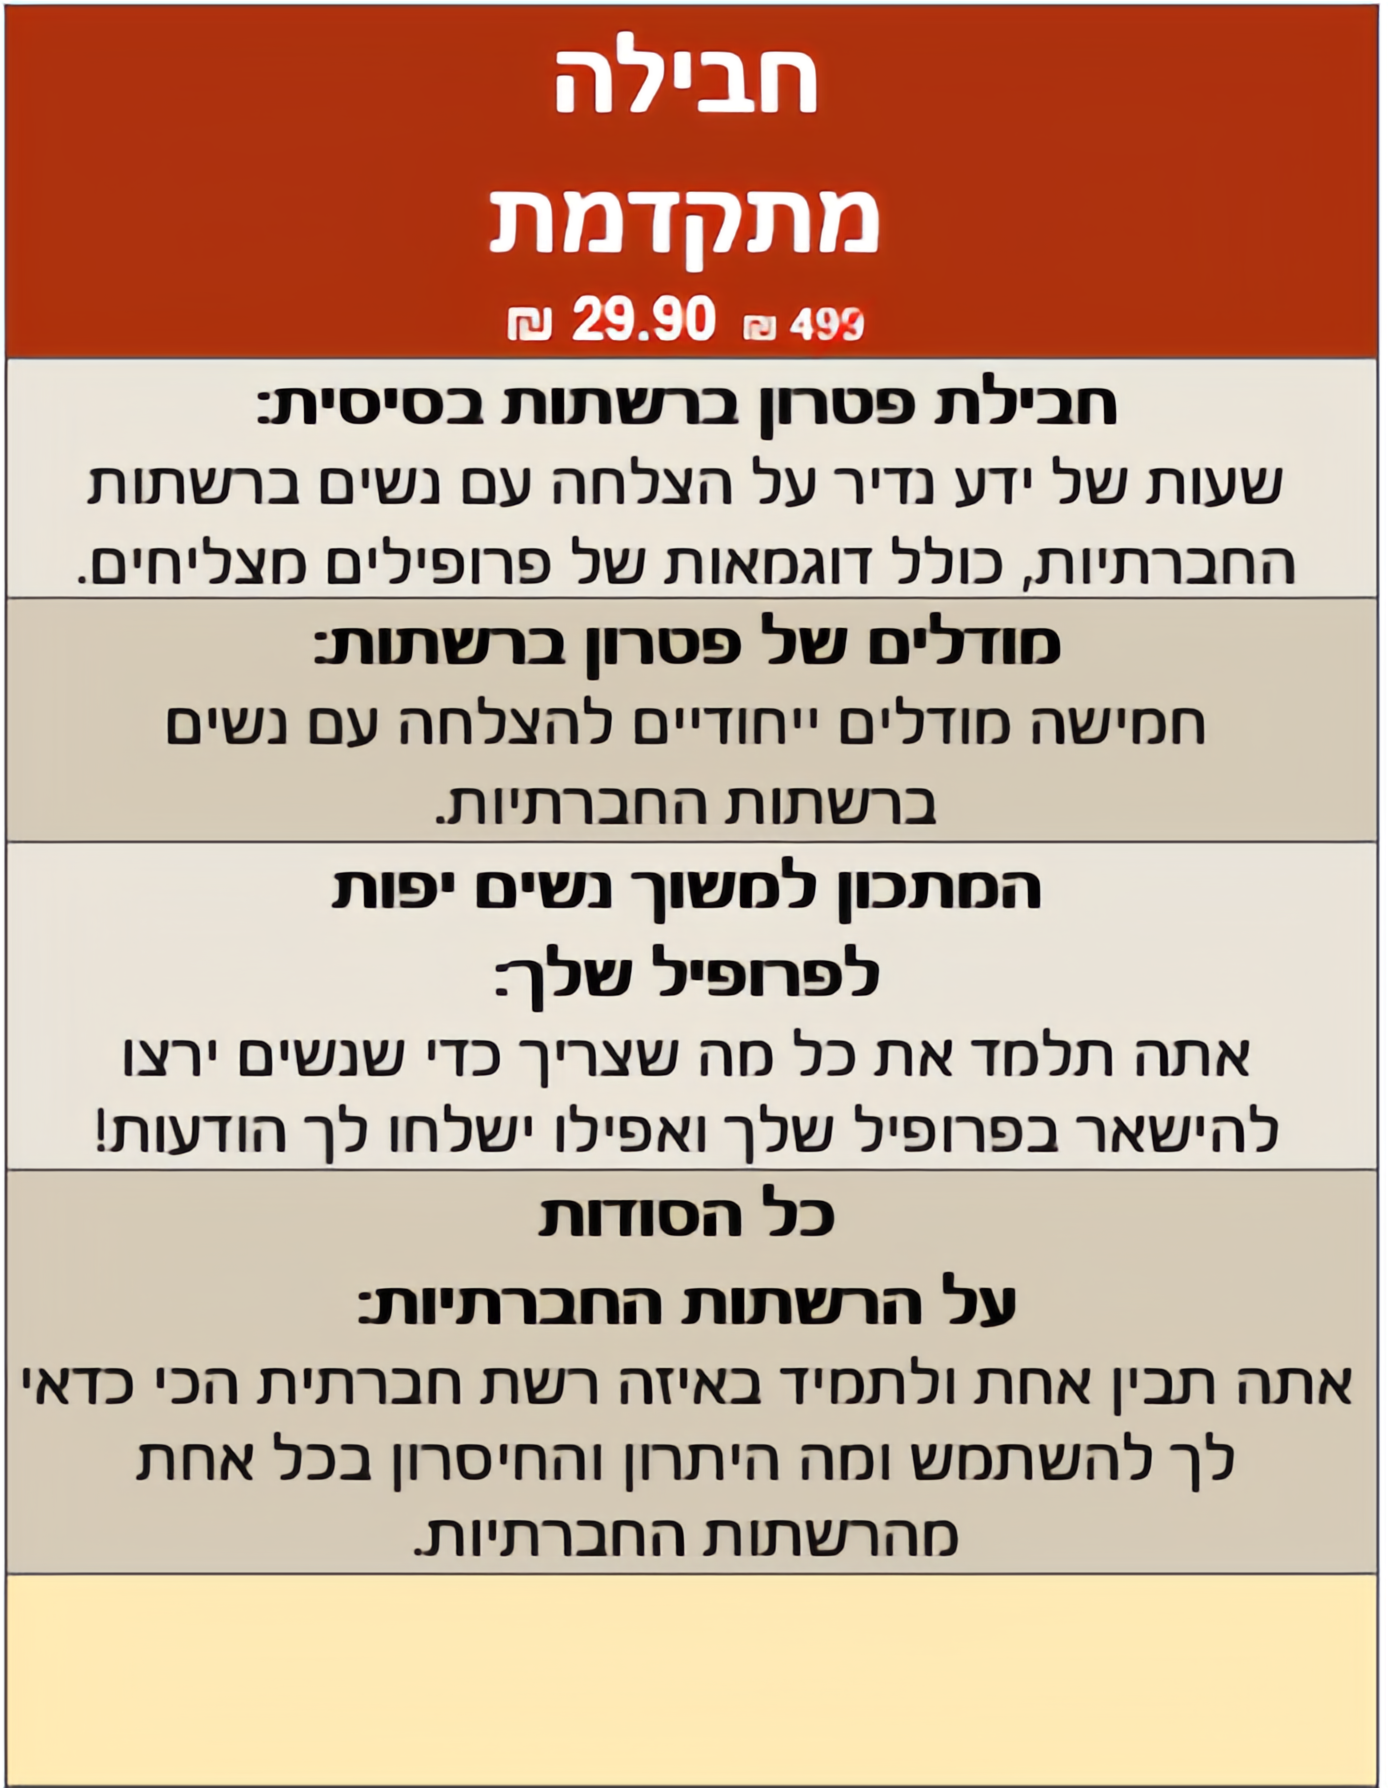 חבילה
מתקדמת
499 ₪ 29.90 ₪
חבילת פטרון ברשתות בסיסית:
שעות של ידע נדיר על הצלחה עם נשים ברשתות
החברתיות, כולל דוגמאות של פרופילים מצליחים.
מודלים של פטרון ברשתות:
חמישה מודלים ייחודיים להצלחה עם נשים
ברשתות החברתיות.
המתכון למשוך נשים יפות
לפרופיל שלך:
אתה תלמד את כל מה שצריך כדי שנשים ירצו
להישאר בפרופיל שלך ואפילו ישלחו לך הודעות!
כל הסודות
על הרשתות החברתיות:
אתה תבין אחת ולתמיד באיזה רשת חברתית הכי כדאי
לך להשתמש ומה היתרון והחיסרון בכל אחת
מהרשתות החברתיות.